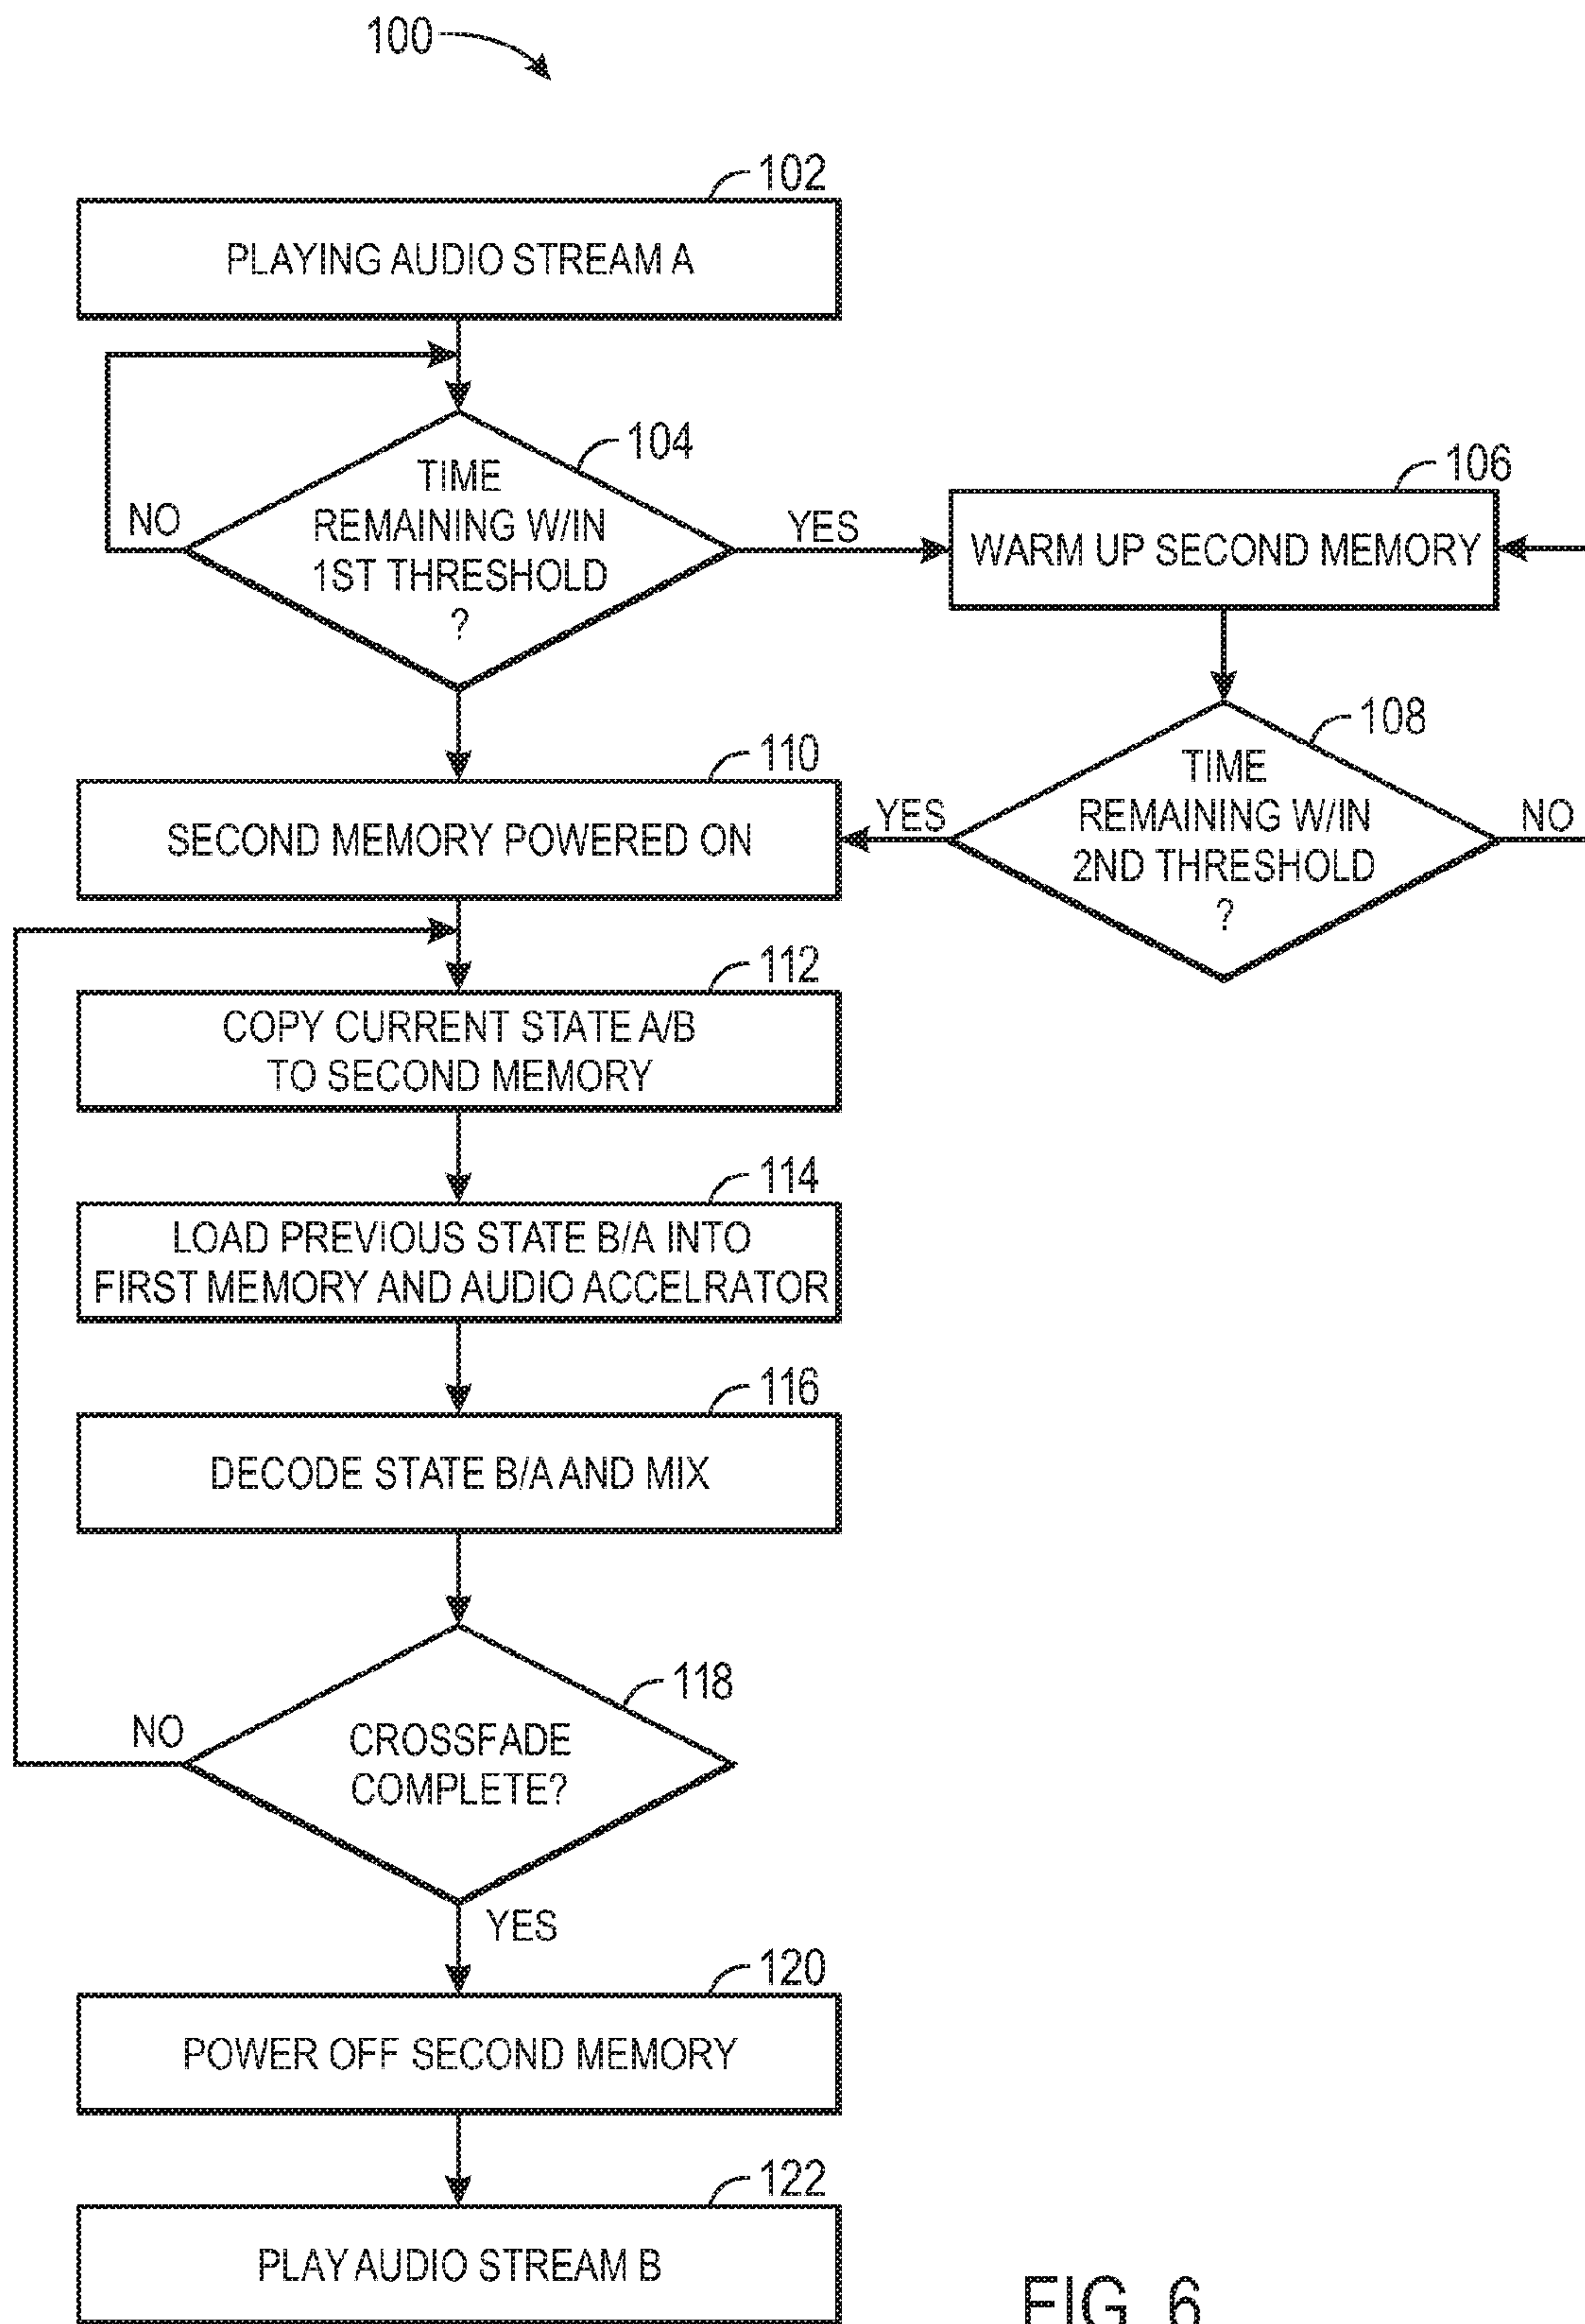 100
102
PLAYING AUDIO STREAM A
104
TIME
REMAINING W/IN
1ST THRESHOLD
?
NO
YES
106
WARM UP SECOND MEMORY
108
TIME
REMAINING W/IN
2ND THRESHOLD
?
YES
NO
110
SECOND MEMORY POWERED ON
112
COPY CURRENT STATE A/B
TO SECOND MEMORY
114
LOAD PREVIOUS STATE B/A INTO
FIRST MEMORY AND AUDIO ACCELRATOR
116
DECODE STATE B/A AND MIX
118
CROSSFADE
COMPLETE?
NO
YES
120
POWER OFF SECOND MEMORY
122
PLAY AUDIO STREAM B
FIG. 6